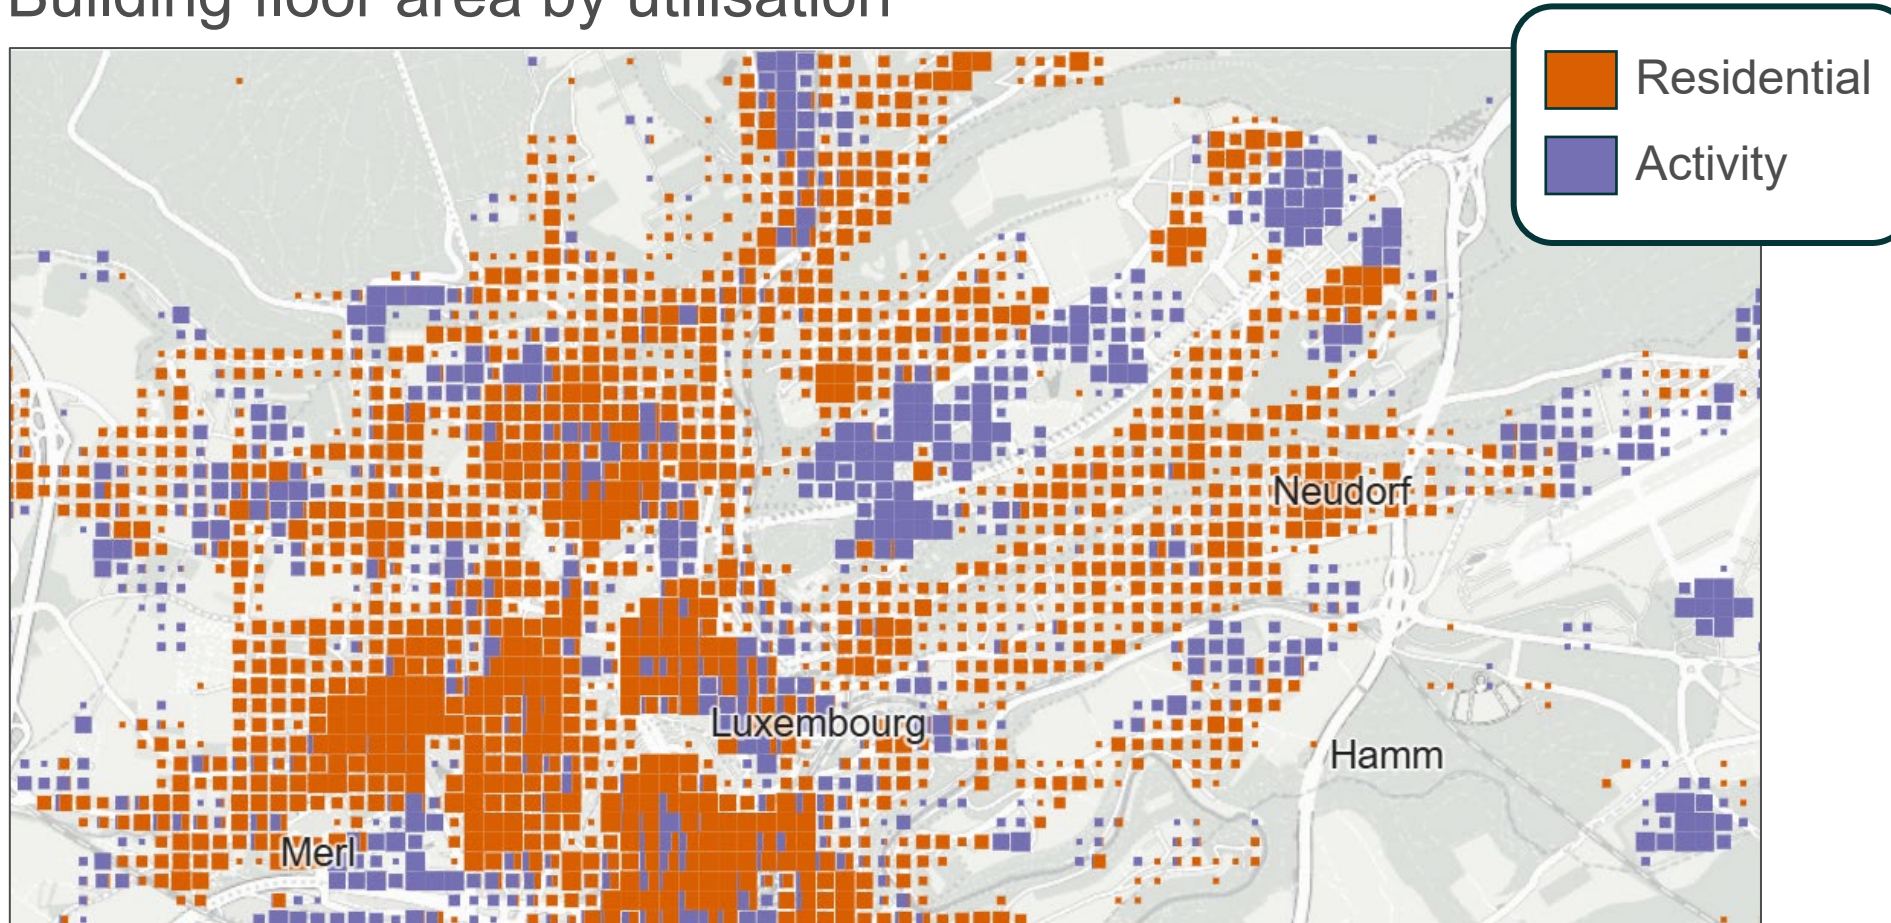 Building floor area by utilisation
Residential
Activity
Neudorf
Luxembourg
Hamm
Merl